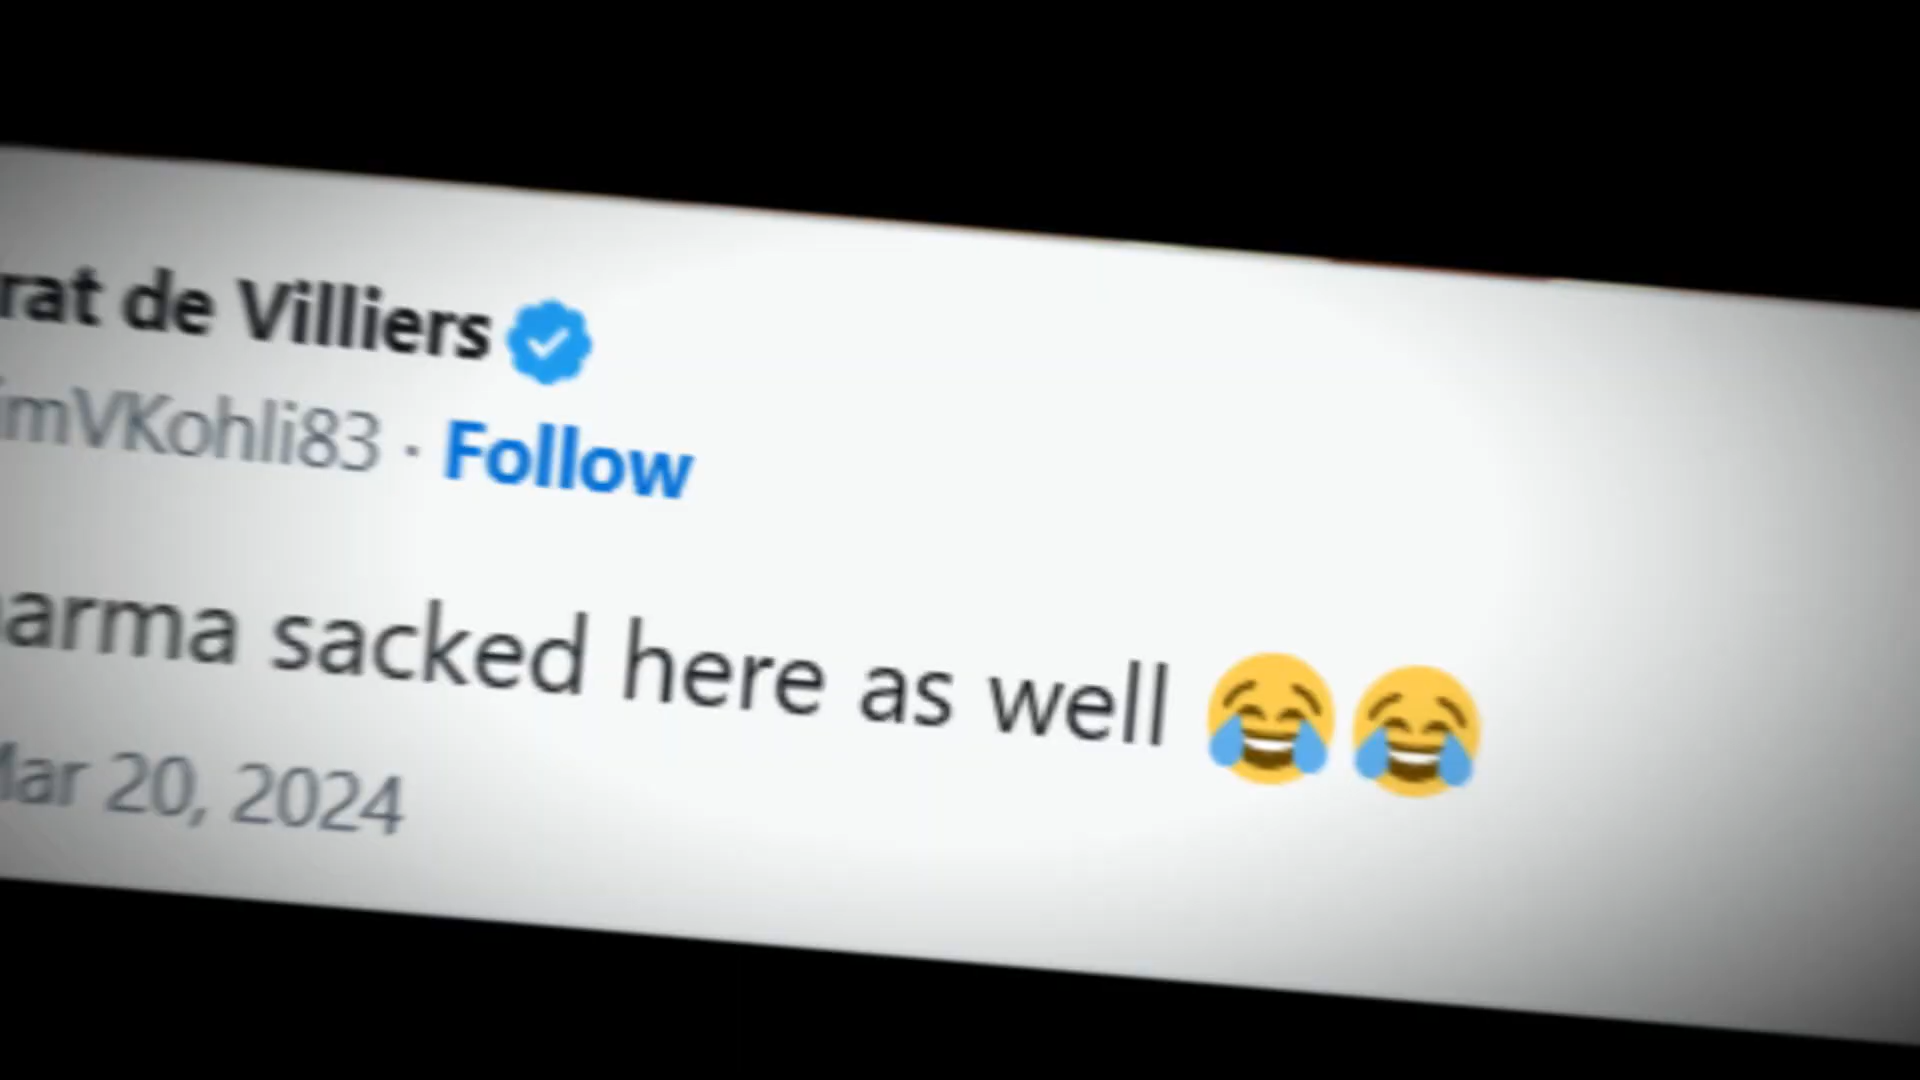 rat de Villiers
imVKohli83 · Follow
arma sacked here as well 😂😂
Mar 20, 2024